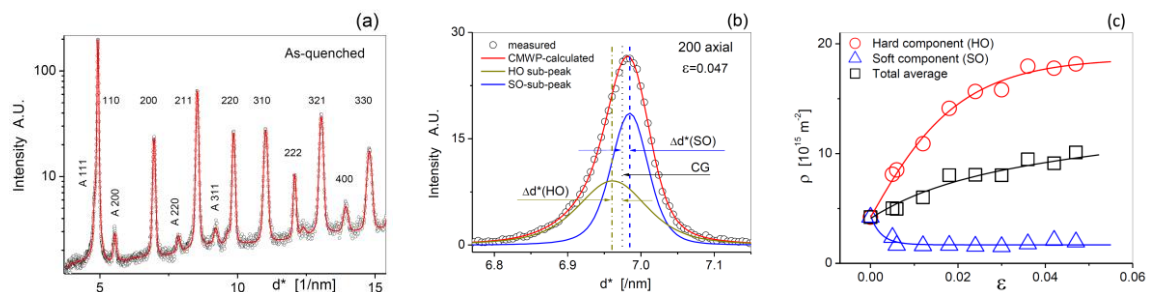 (a)
As-quenched
100
10
Intensity A.U.
A 111
110
A 200
200
A 220
211
A 311
220
310
222
321
400
330
5
10
15
d* [1/nm]
(b)
measured
CMWP-calculated
HO sub-peak
SO-sub-peak
200 axial
ε=0.047
Δd*(SO)
CG
Δd*(HO)
30
15
0
Intensity A.U.
6.8
6.9
7.0
7.1
d* [/nm]
(c)
Hard component (HO)
Soft component (SO)
Total average
20
15
10
5
0
ρ [10¹⁵ m⁻²]
0.00
0.02
0.04
0.06
ε